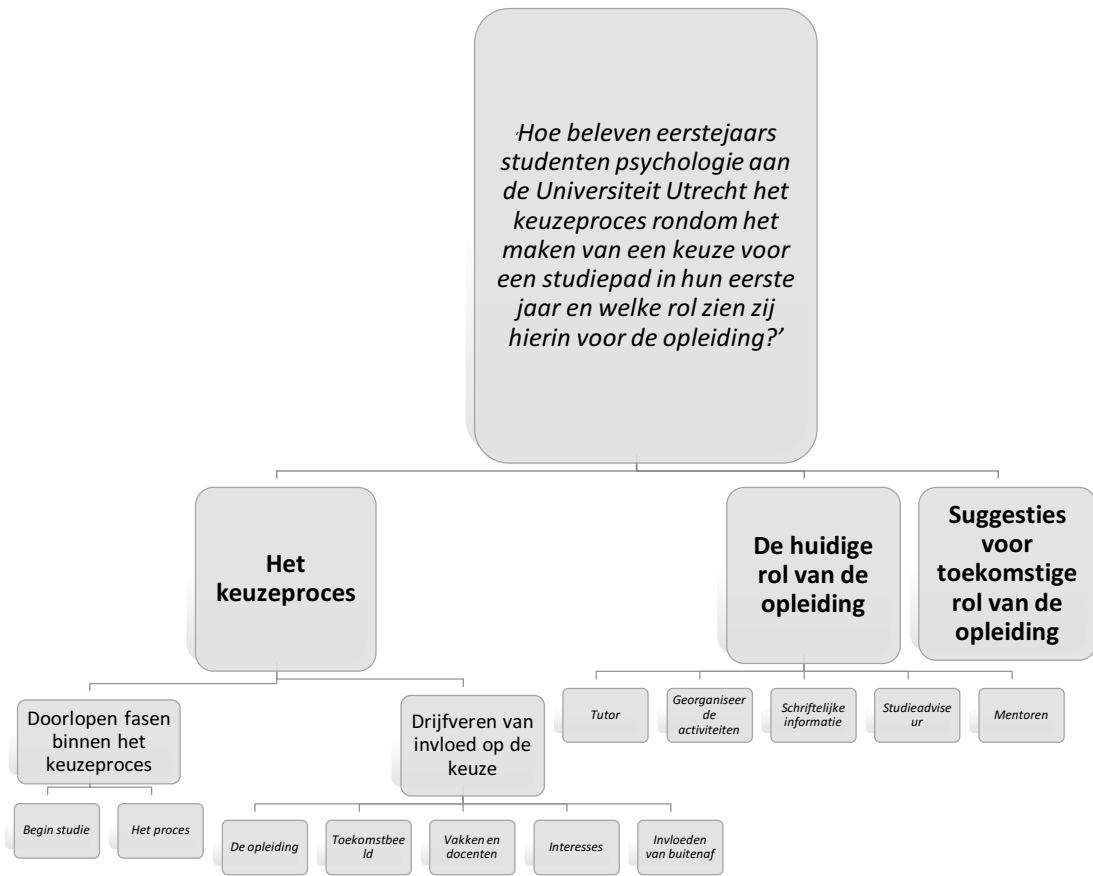 ‘Hoe beleven eerstejaars
studenten psychologie aan
de Universiteit Utrecht het
keuzeproces rondom het
maken van een keuze voor
een studiepad in hun eerste
jaar en welke rol zien zij
hierin voor de opleiding?’
Het
keuzeproces
De huidige
rol van de
opleiding
Suggesties
voor
toekomstige
rol van de
opleiding
Doorlopen fasen
binnen het
keuzeproces
Drijfveren van
invloed op de
keuze
Tutor
Georganiseer
de
activiteiten
Schriftelijke
informatie
Studieadvise
ur
Mentoren
Begin studie
Het proces
De opleiding
Toekomstbee
ld
Vakken en
docenten
Interesses
Invloeden
van buitenaf